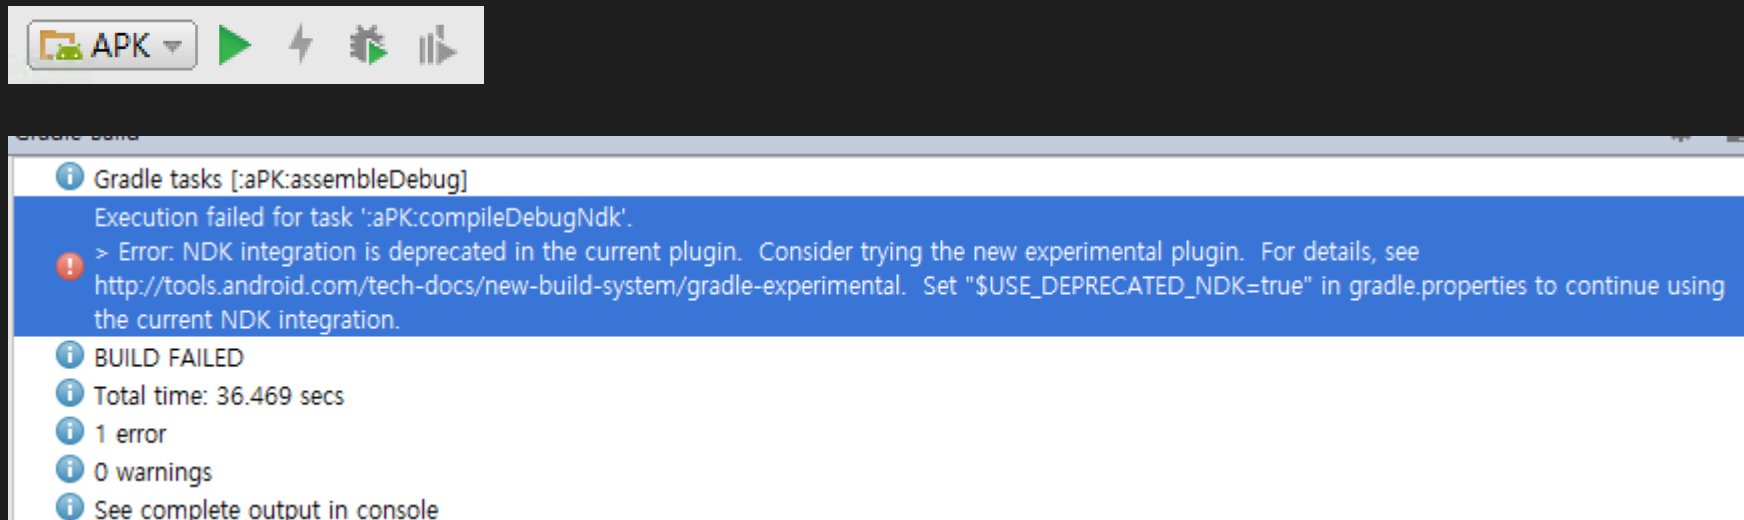 APK
Gradle build
Gradle tasks [:aPK:assembleDebug]
Execution failed for task ':aPK:compileDebugNdk'.
> Error: NDK integration is deprecated in the current plugin.  Consider trying the new experimental plugin.  For details, see
http://tools.android.com/tech-docs/new-build-system/gradle-experimental.  Set "$USE_DEPRECATED_NDK=true" in gradle.properties to continue using
the current NDK integration.
BUILD FAILED
Total time: 36.469 secs
1 error
0 warnings
See complete output in console